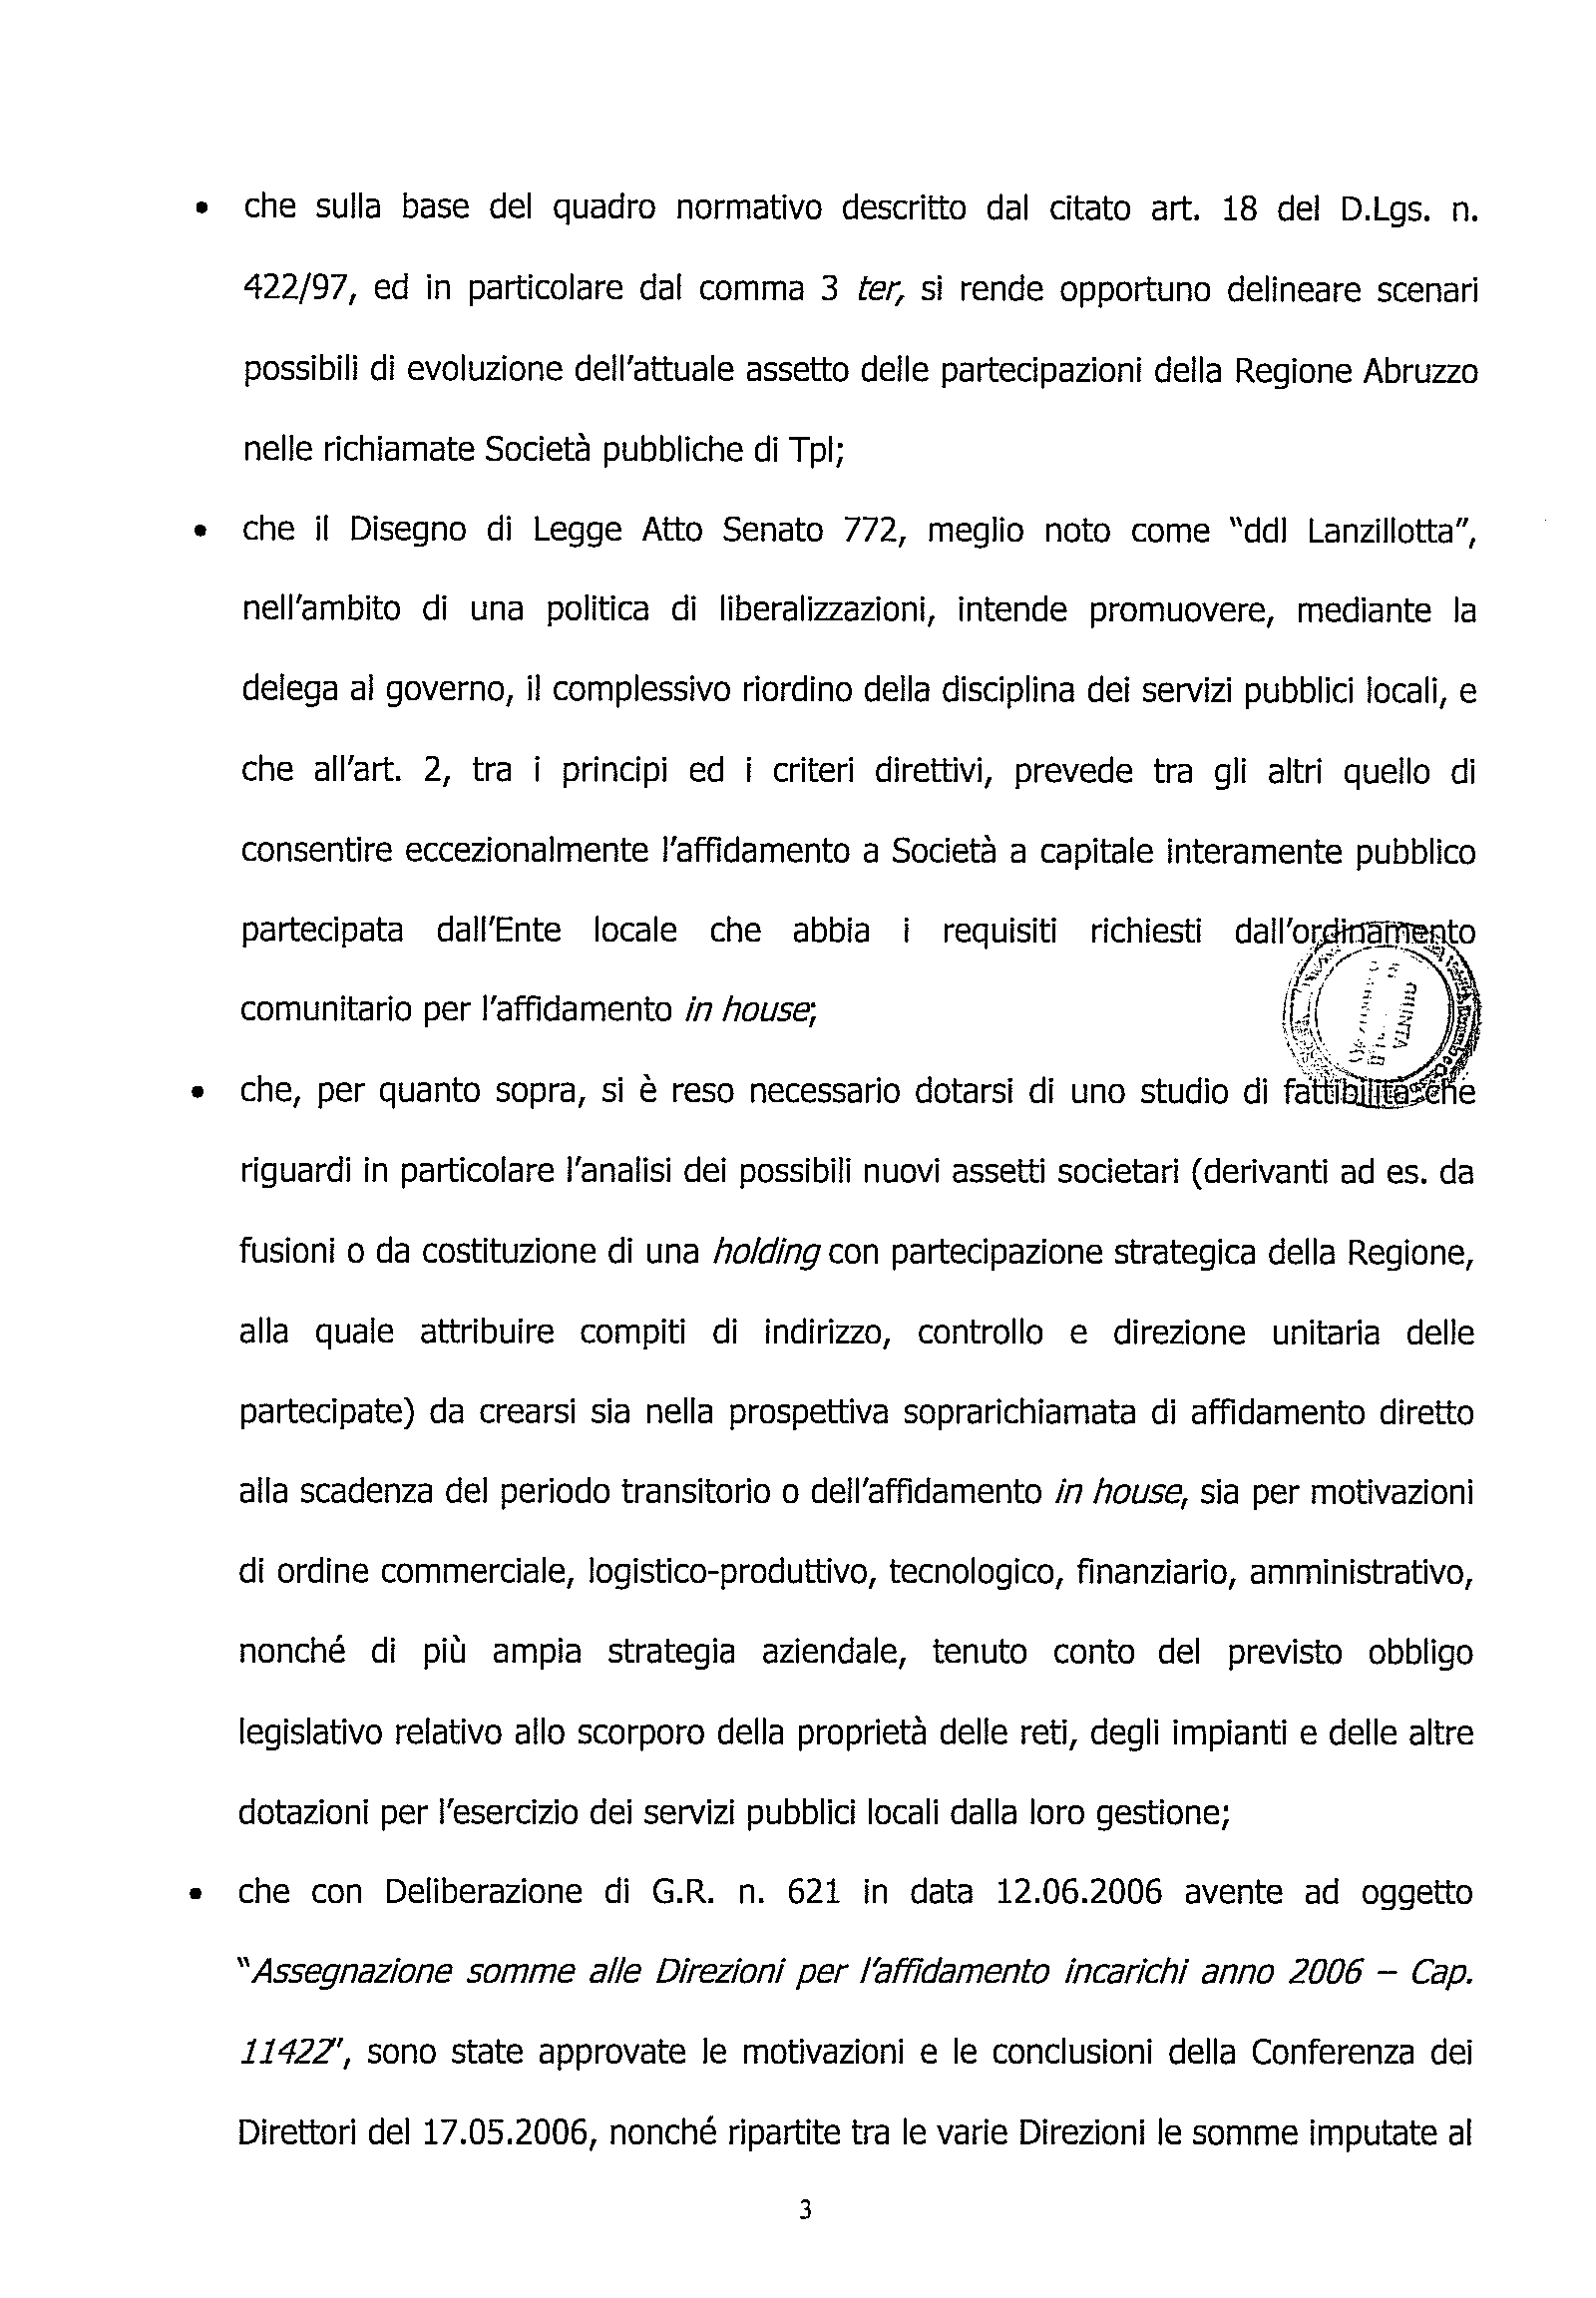 • che sulla base del quadro normativo descritto dal citato art. 18 del D.Lgs. n.
422/97, ed in particolare dal comma 3 ter, si rende opportuno delineare scenari
possibili di evoluzione dell'attuale assetto delle partecipazioni della Regione Abruzzo
nelle richiamate Società pubbliche di Tpl;
• che il Disegno di Legge Atto Senato 772, meglio noto come "ddl Lanzillotta",
nell'ambito di una politica di liberalizzazioni, intende promuovere, mediante la
delega al governo, il complessivo riordino della disciplina dei servizi pubblici locali, e
che all'art. 2, tra i principi ed i criteri direttivi, prevede tra gli altri quello di
consentire eccezionalmente l'affidamento a Società a capitale interamente pubblico
partecipata dall'Ente locale che abbia i requisiti richiesti dall'ordinamento
comunitario per l'affidamento in house;
GIUNTA
• che, per quanto sopra, si è reso necessario dotarsi di uno studio di fattibilità che
riguardi in particolare l'analisi dei possibili nuovi assetti societari (derivanti ad es. da
fusioni o da costituzione di una holding con partecipazione strategica della Regione,
alla quale attribuire compiti di indirizzo, controllo e direzione unitaria delle
partecipate) da crearsi sia nella prospettiva soprarichiamata di affidamento diretto
alla scadenza del periodo transitorio o dell'affidamento in house, sia per motivazioni
di ordine commerciale, logistico-produttivo, tecnologico, finanziario, amministrativo,
nonché di più ampia strategia aziendale, tenuto conto del previsto obbligo
legislativo relativo allo scorporo della proprietà delle reti, degli impianti e delle altre
dotazioni per l'esercizio dei servizi pubblici locali dalla loro gestione;
• che con Deliberazione di G.R. n. 621 in data 12.06.2006 avente ad oggetto
"Assegnazione somme alle Direzioni per l'affidamento incarichi anno 2006 – Cap.
11422", sono state approvate le motivazioni e le conclusioni della Conferenza dei
Direttori del 17.05.2006, nonché ripartite tra le varie Direzioni le somme imputate al
3